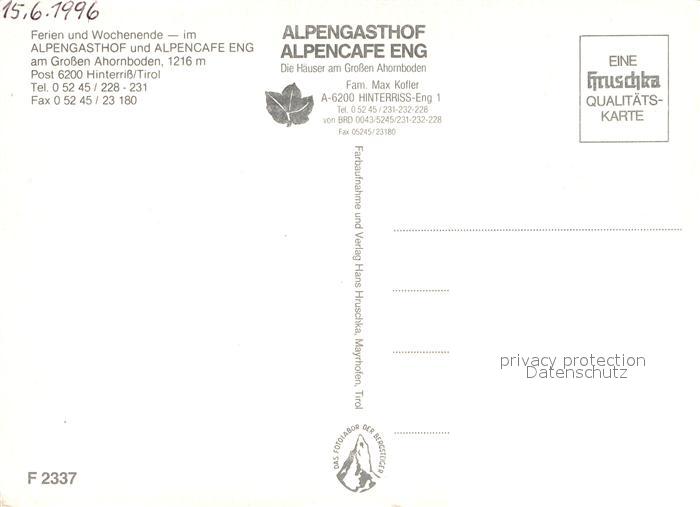 15.6.1996
Ferien und Wochenende — im
ALPENGASTHOF und ALPENCAFE ENG
am Großen Ahornboden, 1216 m
Post 6200 Hinterriß/Tirol
Tel. 0 52 45 / 228 - 231
Fax 0 52 45 / 23 180
ALPENGASTHOF
ALPENCAFE ENG
Die Häuser am Großen Ahornboden
Fam. Max Kofler
A-6200 HINTERRISS-Eng 1
Tel. 0 52 45 / 231-232-228
von BRD 0043/5245/231-232-228
Fax 05245/23180
EINE
Hruschka
QUALITÄTS-
KARTE
Farbaufnahme und Verlag Hans Hruschka, Mayrhofen, Tirol
privacy protection
Datenschutz
DAS FOTOLABOR DER BERGSTEIGER
F 2337